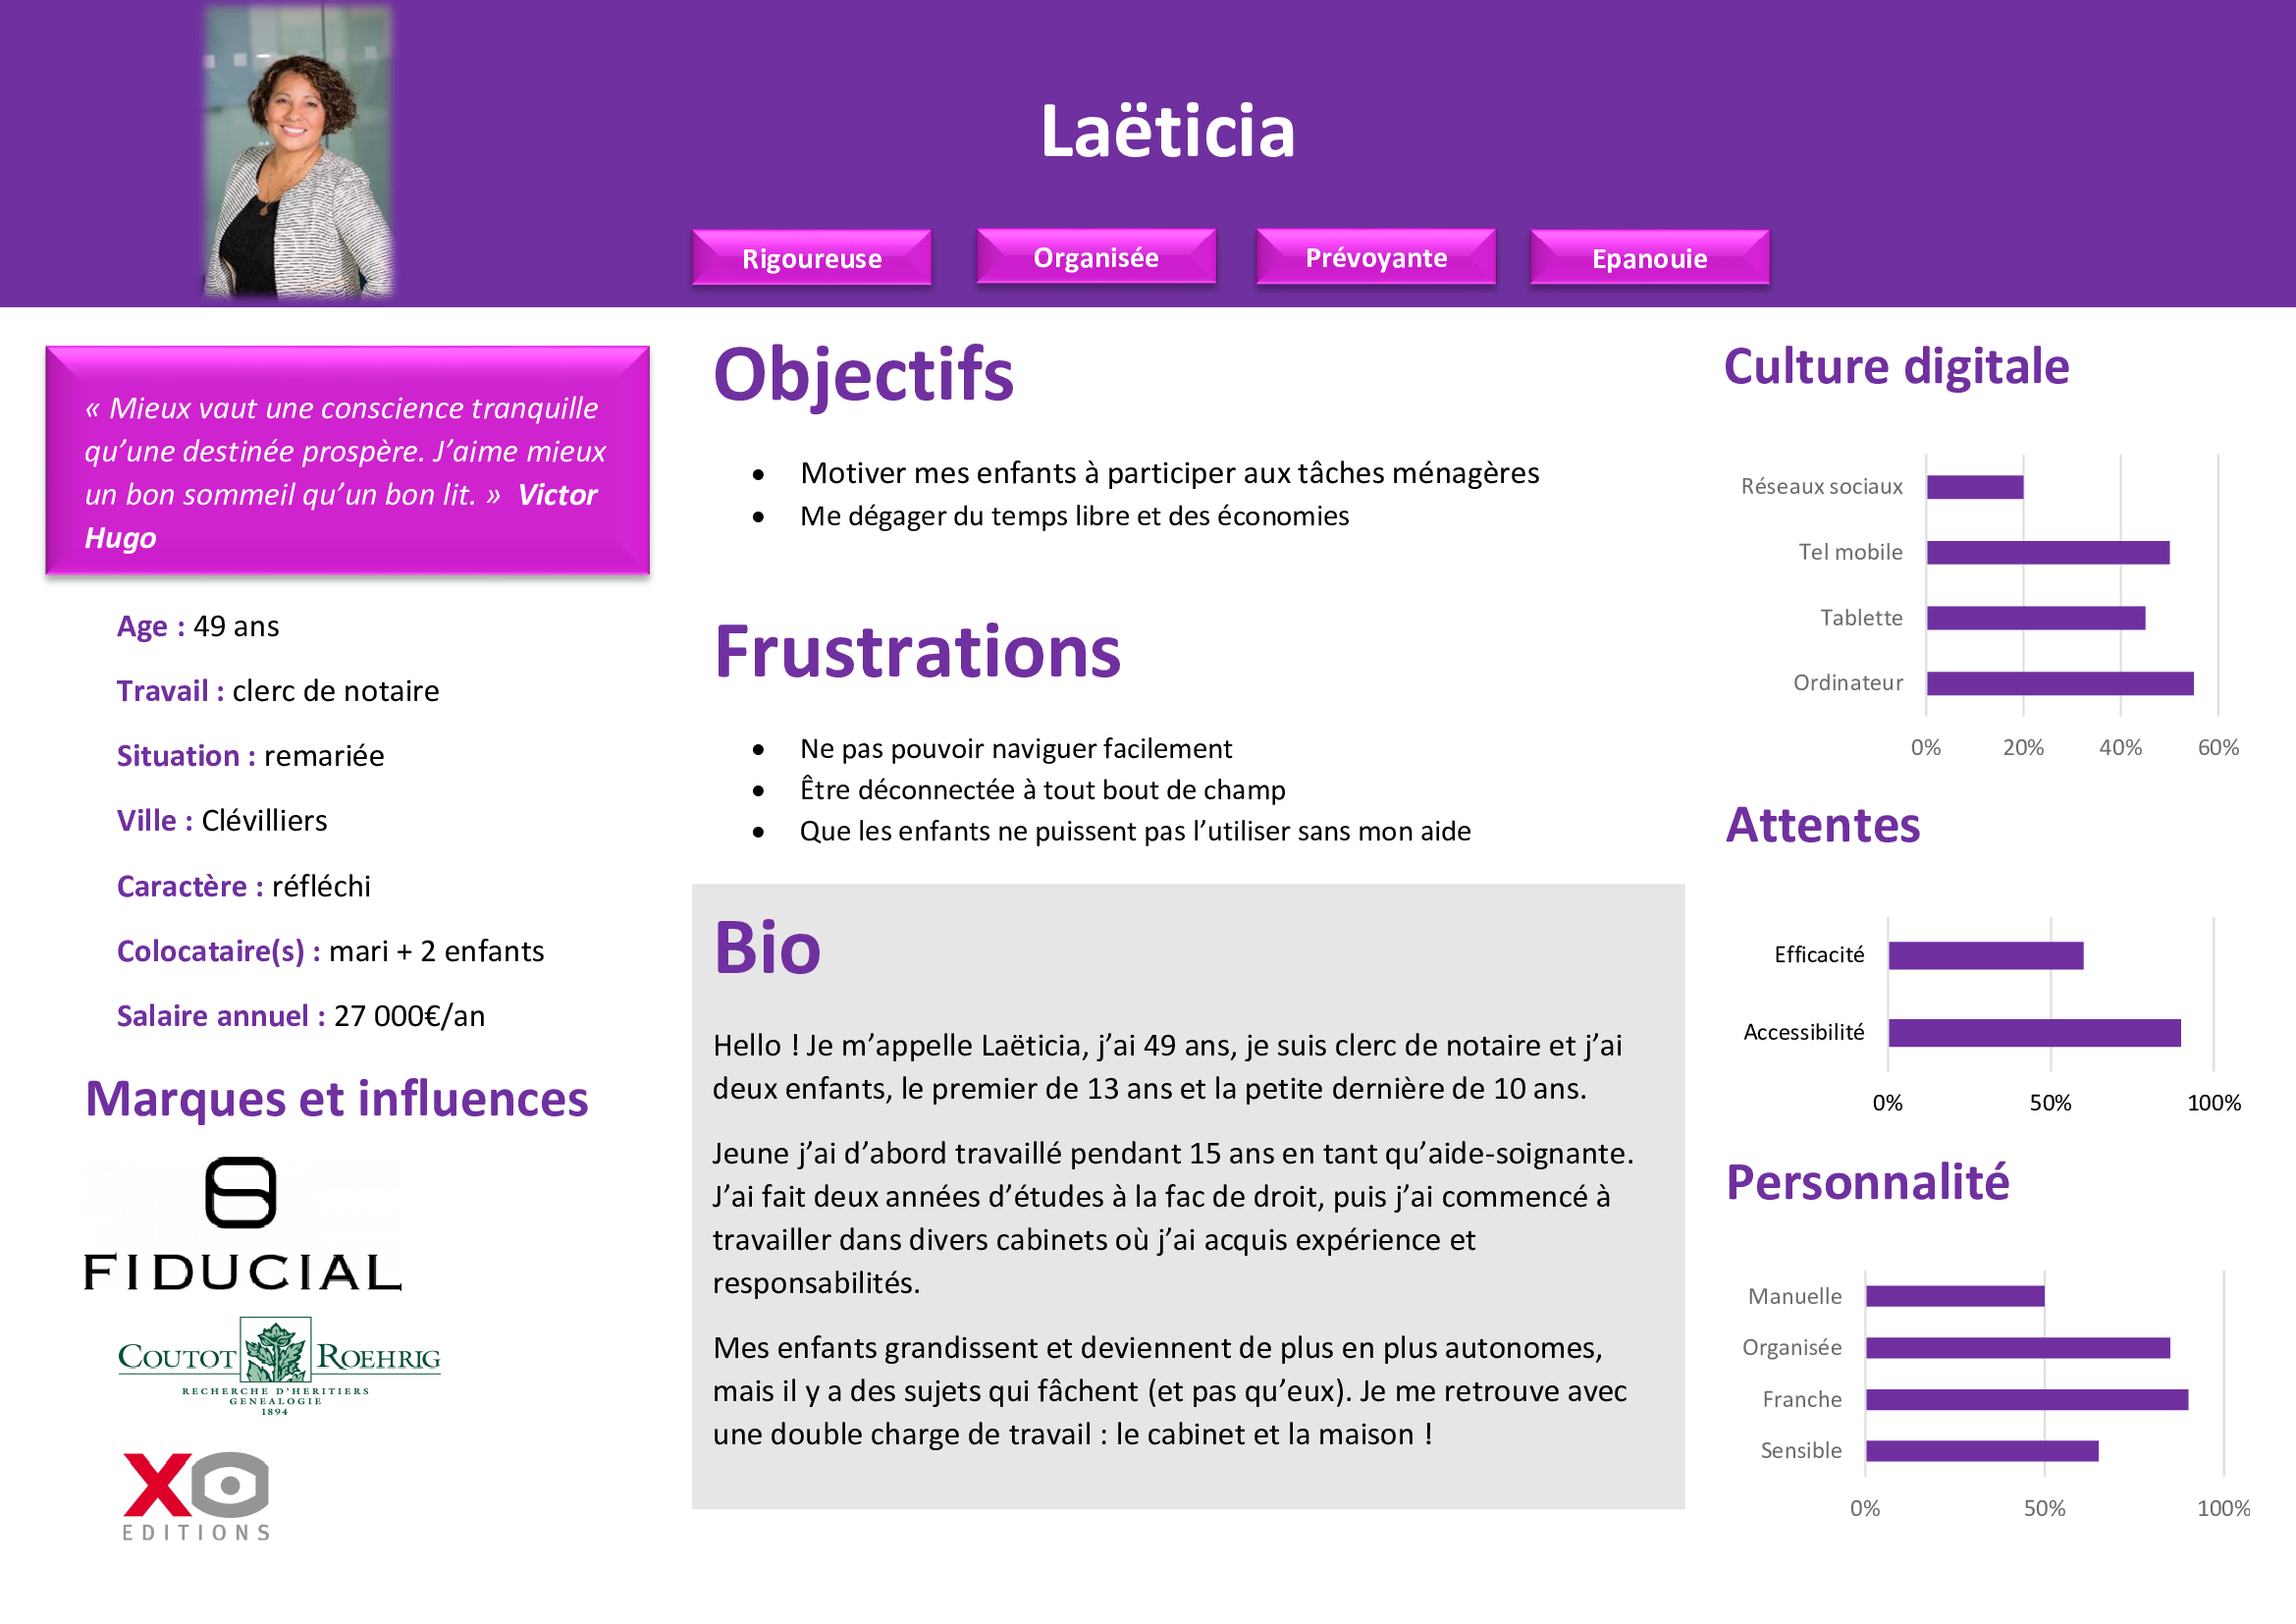 Laëticia
Rigoureuse
Organisée
Prévoyante
Epanouie
« Mieux vaut une conscience tranquille
qu’une destinée prospère. J’aime mieux
un bon sommeil qu’un bon lit. » Victor
Hugo
Age : 49 ans
Travail : clerc de notaire
Situation : remariée
Ville : Clévilliers
Caractère : réfléchi
Colocataire(s) : mari + 2 enfants
Salaire annuel : 27 000€/an
Marques et influences
FIDUCIAL
COUTOT ROEHRIG
RECHERCHE D'HERITIERS
GENEALOGIE
1894
XO
EDITIONS
Objectifs
• Motiver mes enfants à participer aux tâches ménagères
• Me dégager du temps libre et des économies
Frustrations
• Ne pas pouvoir naviguer facilement
• Être déconnectée à tout bout de champ
• Que les enfants ne puissent pas l’utiliser sans mon aide
Bio
Hello ! Je m’appelle Laëticia, j’ai 49 ans, je suis clerc de notaire et j’ai
deux enfants, le premier de 13 ans et la petite dernière de 10 ans.
Jeune j’ai d’abord travaillé pendant 15 ans en tant qu’aide-soignante.
J’ai fait deux années d’études à la fac de droit, puis j’ai commencé à
travailler dans divers cabinets où j’ai acquis expérience et
responsabilités.
Mes enfants grandissent et deviennent de plus en plus autonomes,
mais il y a des sujets qui fâchent (et pas qu’eux). Je me retrouve avec
une double charge de travail : le cabinet et la maison !
Culture digitale
Réseaux sociaux
Tel mobile
Tablette
Ordinateur
0% 20% 40% 60%
Attentes
Efficacité
Accessibilité
0% 50% 100%
Personnalité
Manuelle
Organisée
Franche
Sensible
0% 50% 100%